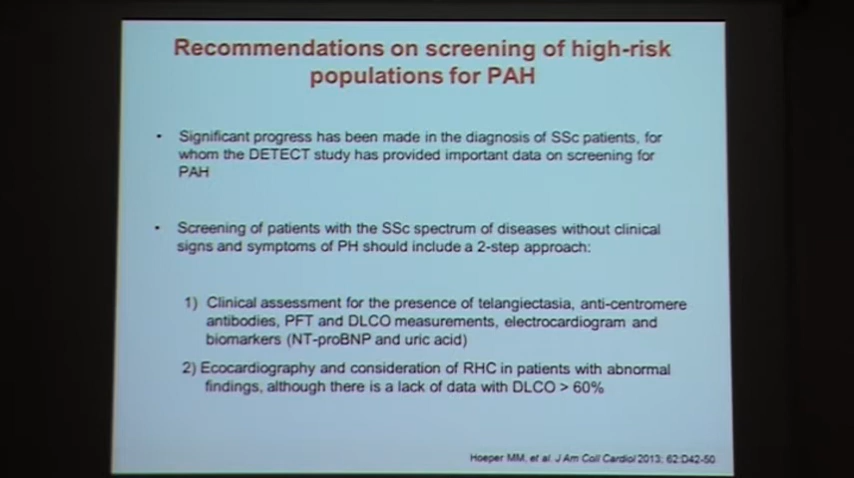 Recommendations on screening of high-risk
populations for PAH
• Significant progress has been made in the diagnosis of SSc patients, for
whom the DETECT study has provided important data on screening for
PAH
• Screening of patients with the SSc spectrum of diseases without clinical
signs and symptoms of PH should include a 2-step approach:
1) Clinical assessment for the presence of telangiectasia, anti-centromere
antibodies, PFT and DLCO measurements, electrocardiogram and
biomarkers (NT-proBNP and uric acid)
2) Ecocardiography and consideration of RHC in patients with abnormal
findings, although there is a lack of data with DLCO > 60%
Hoeper MM, et al. J Am Coll Cardiol 2013; 62:D42-50